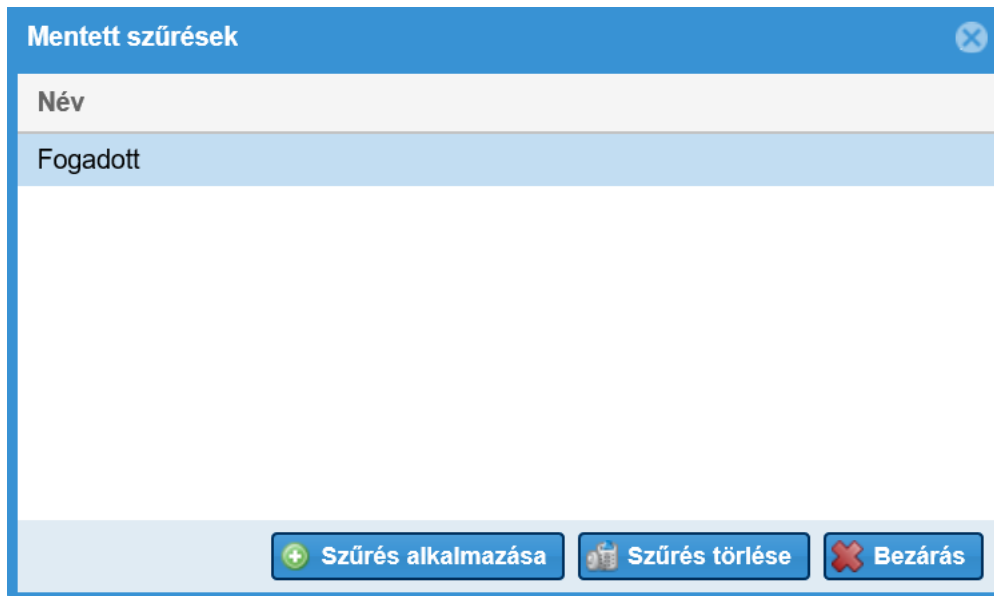 Mentett szűrések
Név
Fogadott
Szűrés alkalmazása Szűrés törlése Bezárás